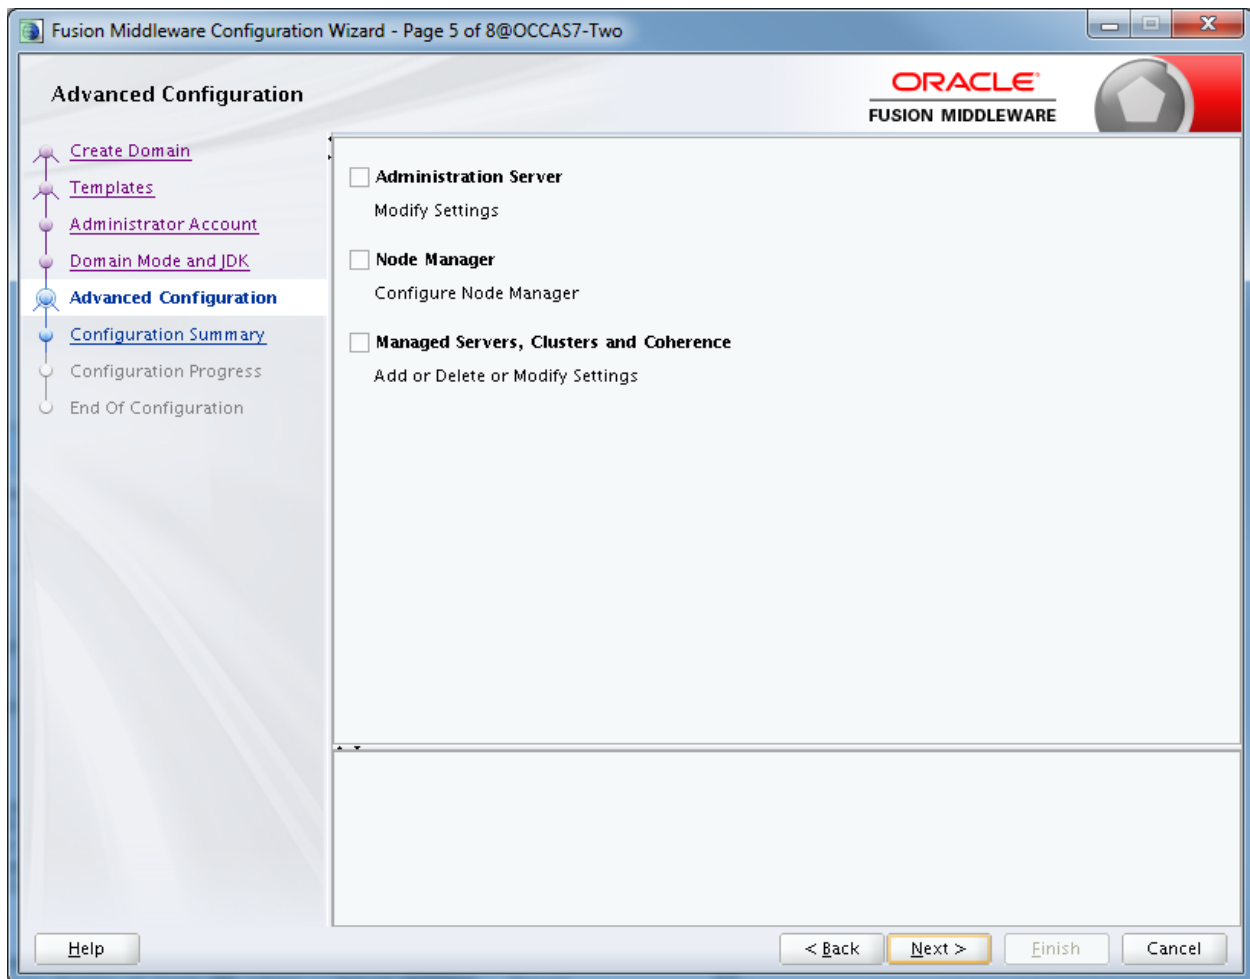 Fusion Middleware Configuration Wizard - Page 5 of 8@OCCAS7-Two
Advanced Configuration
ORACLE
FUSION MIDDLEWARE
Create Domain
Templates
Administrator Account
Domain Mode and JDK
Advanced Configuration
Configuration Summary
Configuration Progress
End Of Configuration
Administration Server
Modify Settings
Node Manager
Configure Node Manager
Managed Servers, Clusters and Coherence
Add or Delete or Modify Settings
Help
< Back
Next >
Finish
Cancel